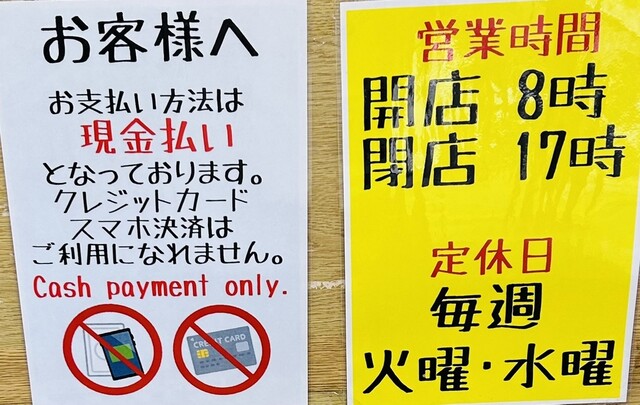 お客様へ
お支払い方法は
現金払い
となっております。
クレジットカード
スマホ決済は
ご利用になれません。
Cash payment only.
CREDIT CARD
営業時間
開店 8時
閉店 17時
定休日
毎週
火曜・水曜